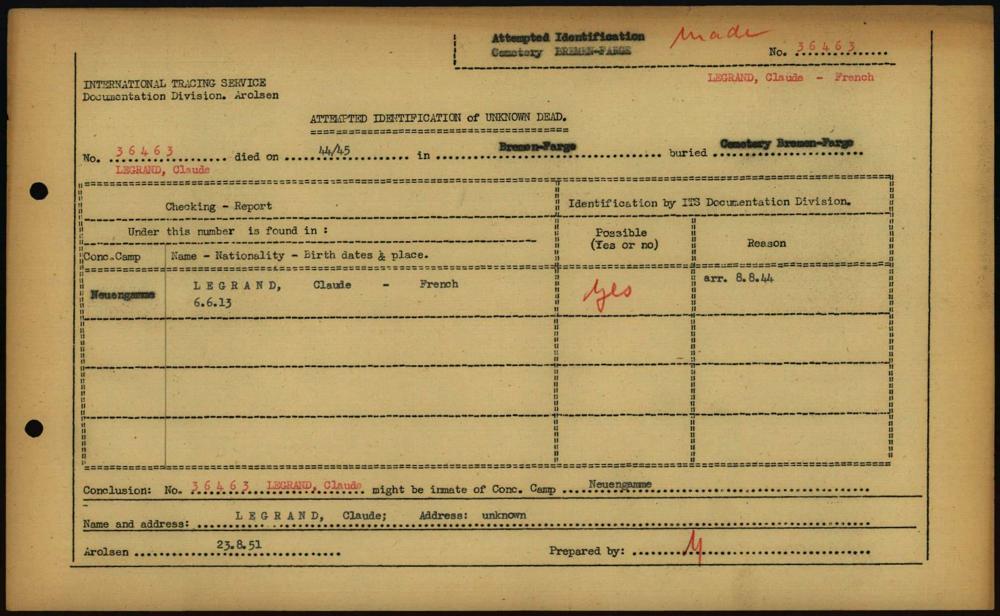 Attempted Identification made
Cemetery BREMEN-FARGE No. 36463
LEGRAND, Claude - French
INTERNATIONAL TRACING SERVICE
Documentation Division. Arolsen
ATTEMPTED IDENTIFICATION of UNKNOWN DEAD.
No. 36463 died on 44/45 in Bremen-Farge buried Cemetery Bremen-Farge
LEGRAND, Claude
Checking - Report
Identification by ITS Documentation Division.
Under this number is found in :
Possible
(Yes or no)
Reason
Conc.Camp
Name - Nationality - Birth dates & place.
Neuengamme
LEGRAND, Claude - French
6.6.13
Yes
arr. 8.8.44
Conclusion: No. 36463 LEGRAND, Claude might be inmate of Conc. Camp Neuengamme
Name and address: LEGRAND, Claude; Address: unknown
Arolsen 23.8.51 Prepared by: